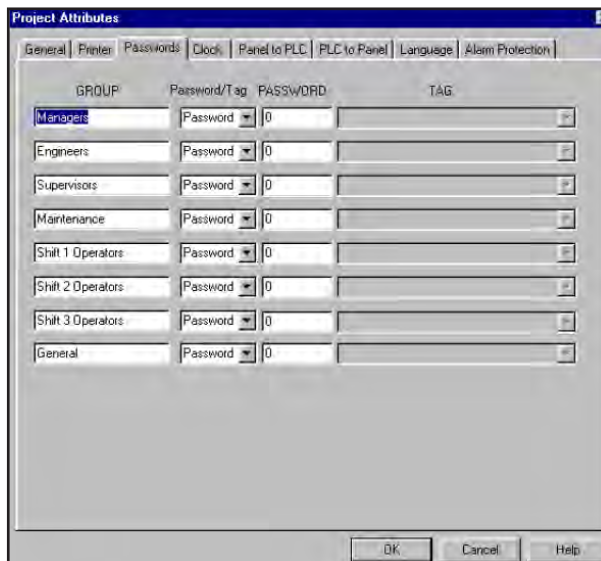 Project Attributes
General Printer Passwords Clock Panel to PLC PLC to Panel Language Alarm Protection
GROUP Password/Tag PASSWORD TAG
Managers Password 0
Engineers Password 0
Supervisors Password 0
Maintenance Password 0
Shift 1 Operators Password 0
Shift 2 Operators Password 0
Shift 3 Operators Password 0
General Password 0
OK Cancel Help